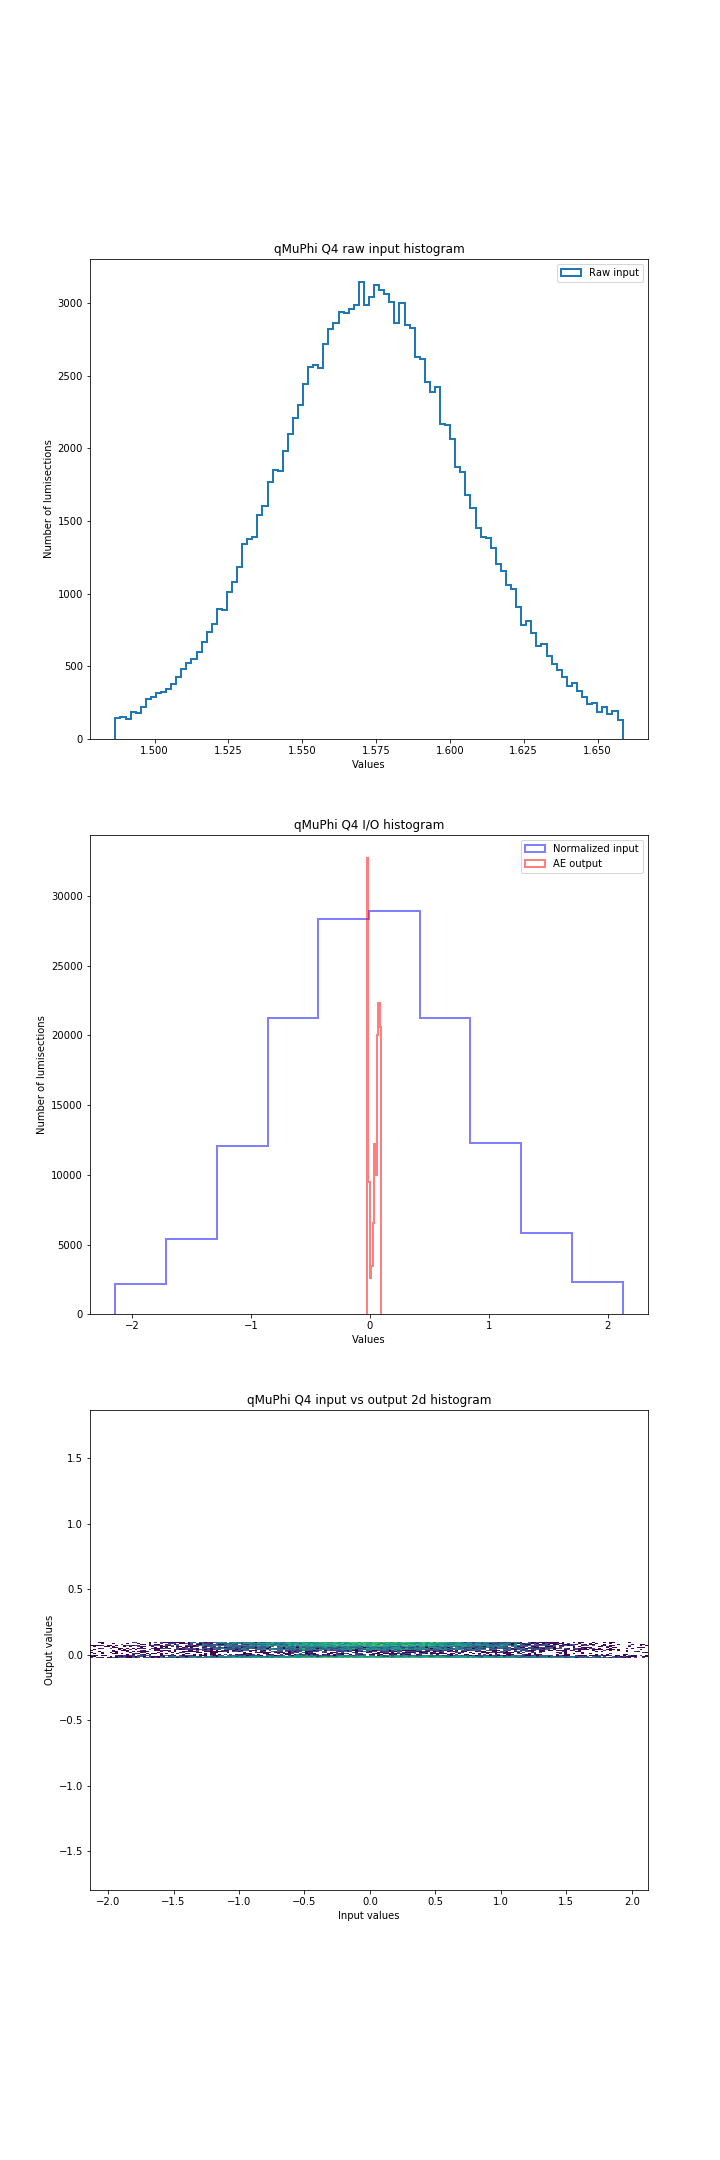 qMuPhi Q4 raw input histogram
Raw input
Number of lumisections
3000
2500
2000
1500
1000
500
0
1.500 1.525 1.550 1.575 1.600 1.625 1.650
Values
qMuPhi Q4 I/O histogram
Normalized input
AE output
Number of lumisections
30000
25000
20000
15000
10000
5000
0
−2 −1 0 1 2
Values
qMuPhi Q4 input vs output 2d histogram
Output values
1.5
1.0
0.5
0.0
−0.5
−1.0
−1.5
−2.0 −1.5 −1.0 −0.5 0.0 0.5 1.0 1.5 2.0
Input values